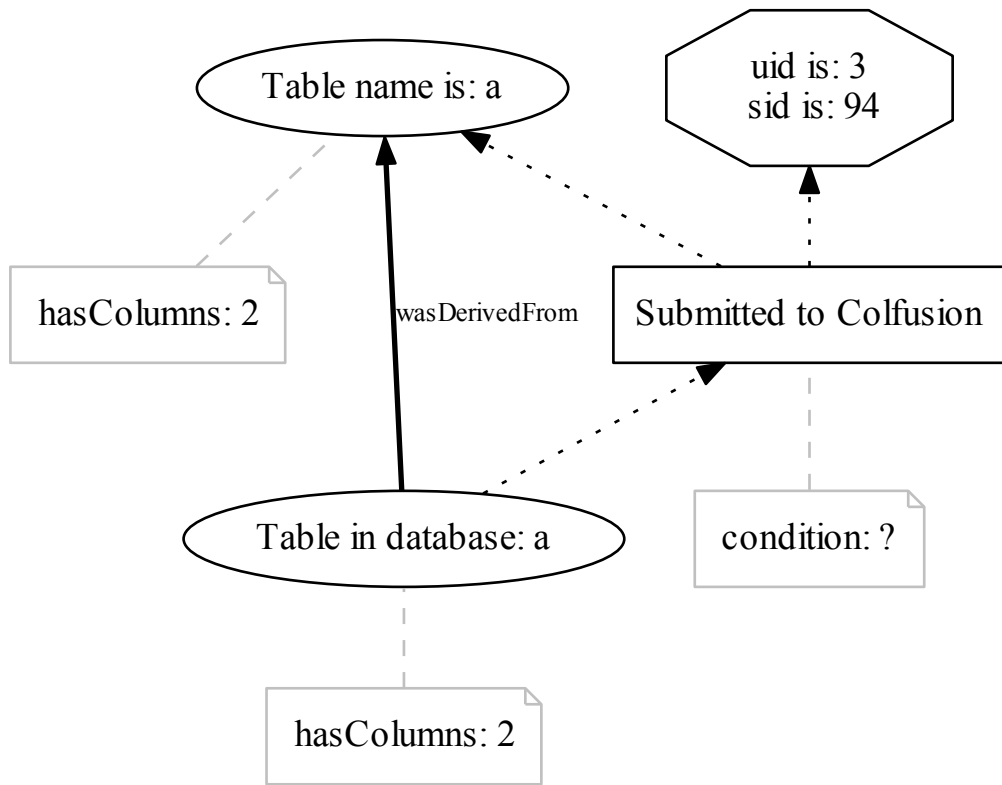 Table name is: a
uid is: 3
sid is: 94
hasColumns: 2
wasDerivedFrom
Submitted to Colfusion
Table in database: a
condition: ?
hasColumns: 2